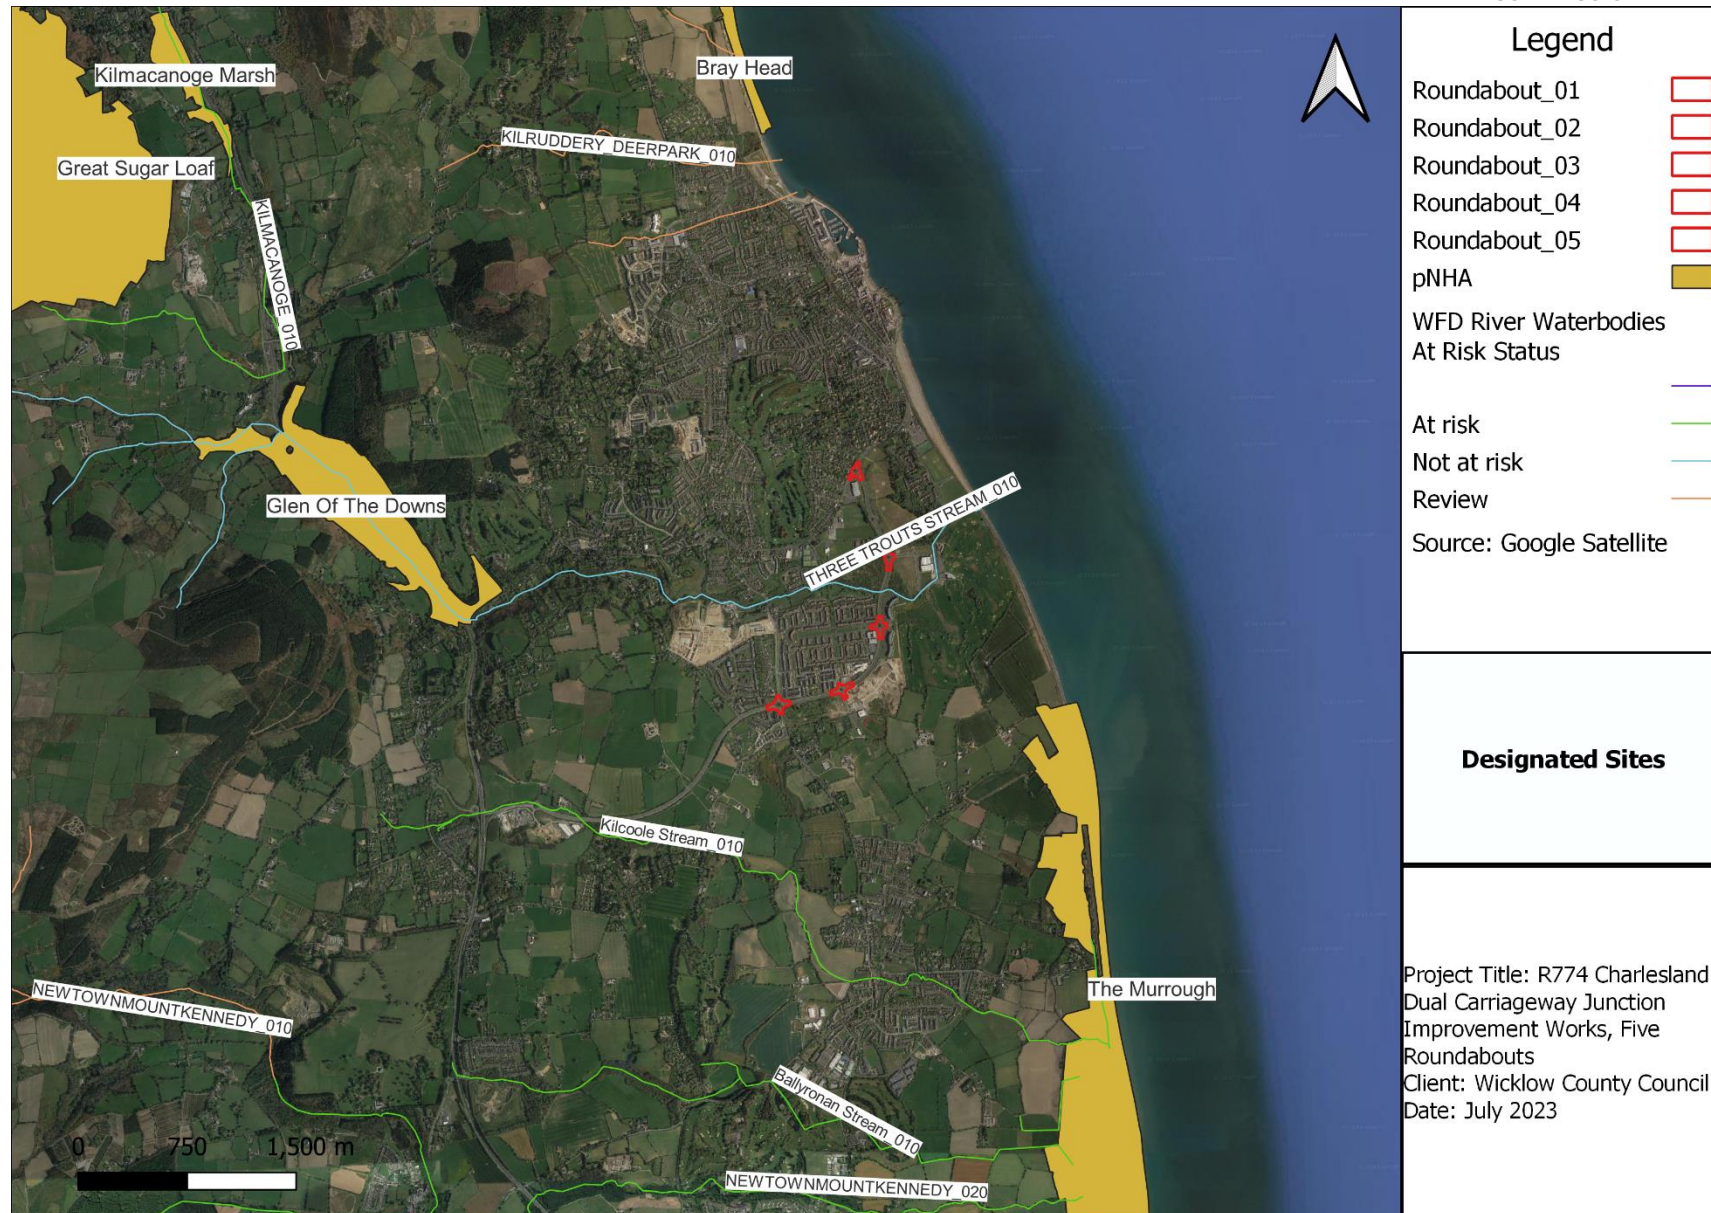 Kilmacanoge Marsh
Bray Head
Great Sugar Loaf
KILRUDDERY_DEERPARK_010
KILMACANOGE_010
Glen Of The Downs
THREE TROUTS STREAM_010
Kilcoole Stream_010
The Murrough
NEWTOWNMOUNTKENNEDY_010
Ballyronan Stream_010
NEWTOWNMOUNTKENNEDY_020
0 750 1,500 m
Legend
Roundabout_01
Roundabout_02
Roundabout_03
Roundabout_04
Roundabout_05
pNHA
WFD River Waterbodies
At Risk Status
At risk
Not at risk
Review
Source: Google Satellite
Designated Sites
Project Title: R774 Charlesland
Dual Carriageway Junction
Improvement Works, Five
Roundabouts
Client: Wicklow County Council
Date: July 2023